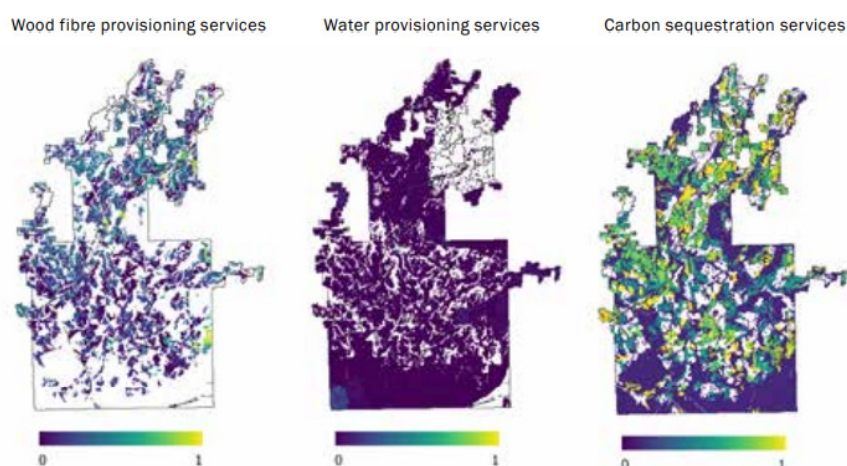 Wood fibre provisioning services
Water provisioning services
Carbon sequestration services
0 1
0 1
0 1